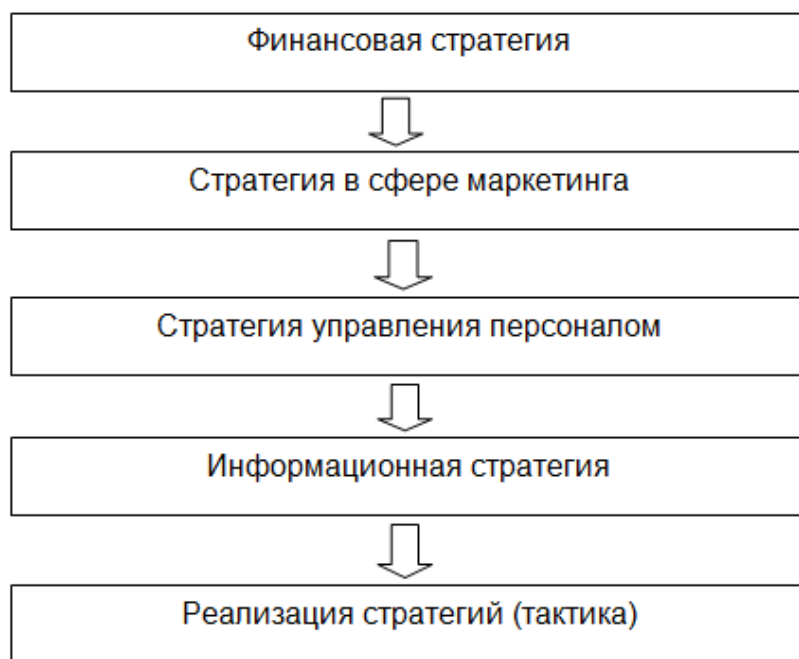 Финансовая стратегия
Стратегия в сфере маркетинга
Стратегия управления персоналом
Информационная стратегия
Реализация стратегий (тактика)